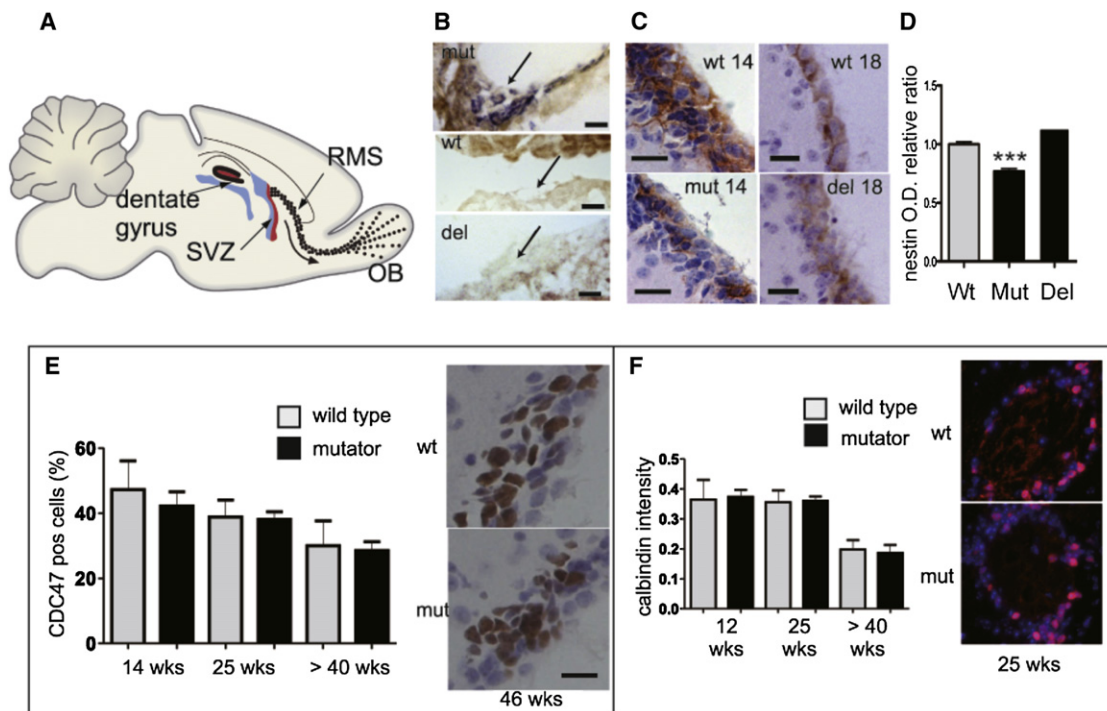 A
RMS
dentate
gyrus
SVZ
OB
B
mut
wt
del
C
wt 14
wt 18
mut 14
del 18
D
nestin O.D. relative ratio
1.5
1.0
0.5
0.0
***
Wt Mut Del
E
wild type
mutator
CDC47 pos cells (%)
60
40
20
0
14 wks 25 wks > 40 wks
wt
mut
46 wks
F
wild type
mutator
calbindin intensity
0.5
0.4
0.3
0.2
0.1
0.0
12 25 > 40
wks wks wks
wt
mut
25 wks